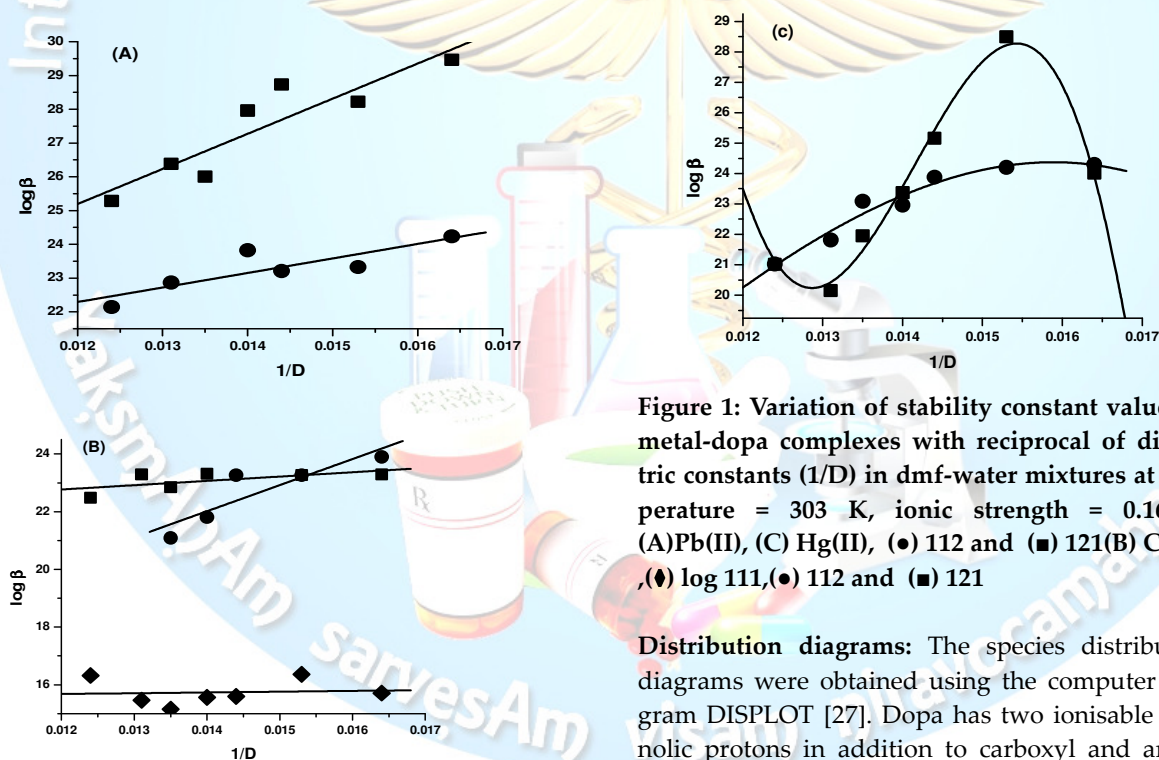 (A)
30
29
28
27
26
25
24
23
22
log β
0.012 0.013 0.014 0.015 0.016 0.017
1/D
(B)
24
22
20
18
16
log β
0.012 0.013 0.014 0.015 0.016 0.017
1/D
(c)
29
28
27
26
25
24
23
22
21
20
log β
0.012 0.013 0.014 0.015 0.016 0.017
1/D
Figure 1: Variation of stability constant value
metal-dopa complexes with reciprocal of di
tric constants (1/D) in dmf-water mixtures at
perature = 303 K, ionic strength = 0.16
(A)Pb(II), (C) Hg(II), (●) 112 and (■) 121(B) C
,(♦) log 111,(●) 112 and (■) 121
Distribution diagrams: The species distribu
diagrams were obtained using the computer
gram DISPLOT [27]. Dopa has two ionisable
nolic protons in addition to carboxyl and a
Int
sarvesAm